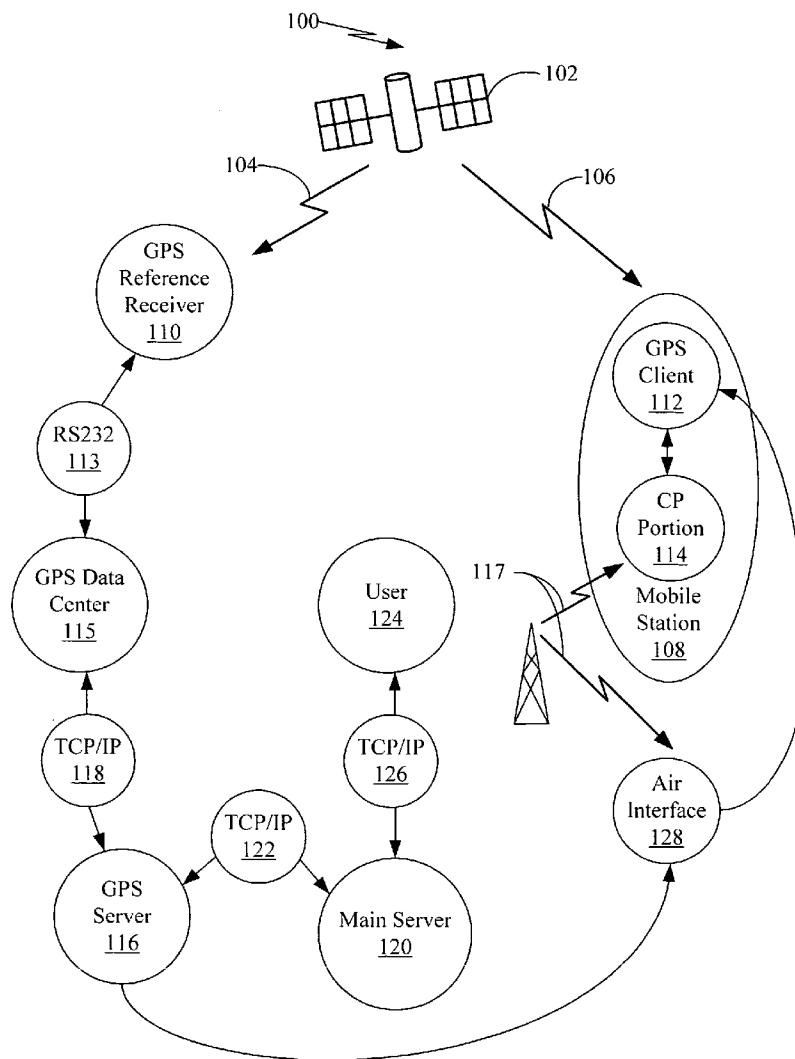 100
102
104
106
GPS
Reference
Receiver
110
GPS
Client
112
RS232
113
CP
Portion
114
Mobile
Station
108
117
GPS Data
Center
115
User
124
TCP/IP
118
TCP/IP
126
Air
Interface
128
TCP/IP
122
GPS
Server
116
Main Server
120